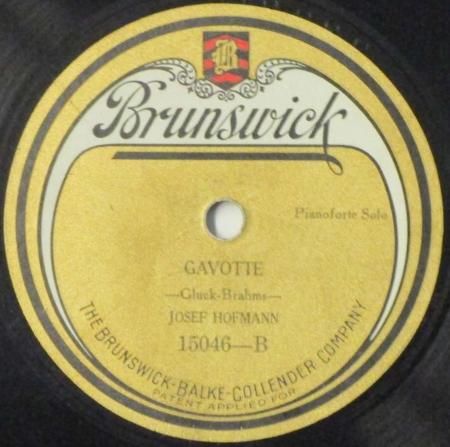 B
Brunswick
Pianoforte Solo
GAVOTTE
—Gluck-Brahms—
JOSEF HOFMANN
15046—B
THE BRUNSWICK-BALKE-COLLENDER COMPANY
PATENT APPLIED FOR